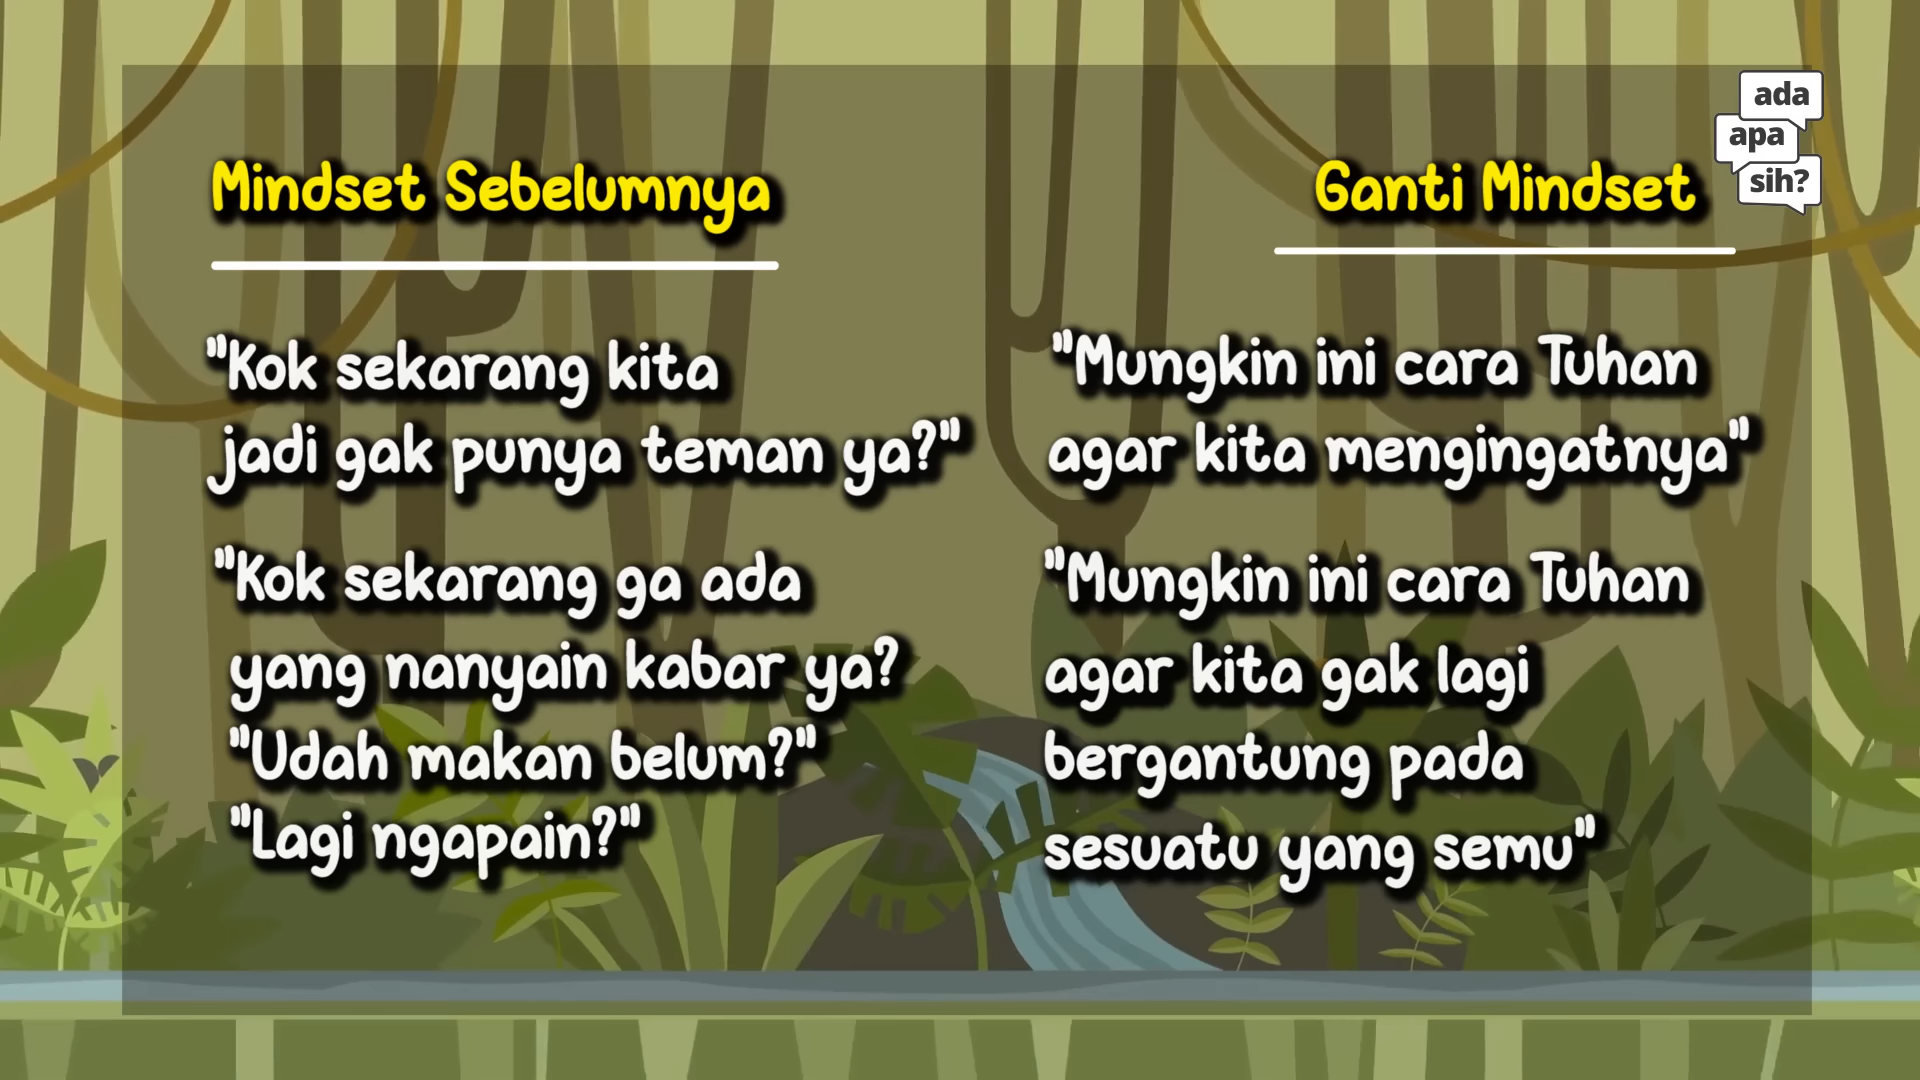 Mindset Sebelumnya
"Kok sekarang kita
jadi gak punya teman ya?"
"Kok sekarang ga ada
yang nanyain kabar ya?
"Udah makan belum?"
"Lagi ngapain?"
Ganti Mindset
"Mungkin ini cara Tuhan
agar kita mengingatnya"
"Mungkin ini cara Tuhan
agar kita gak lagi
bergantung pada
sesuatu yang semu"
ada
apa
sih?